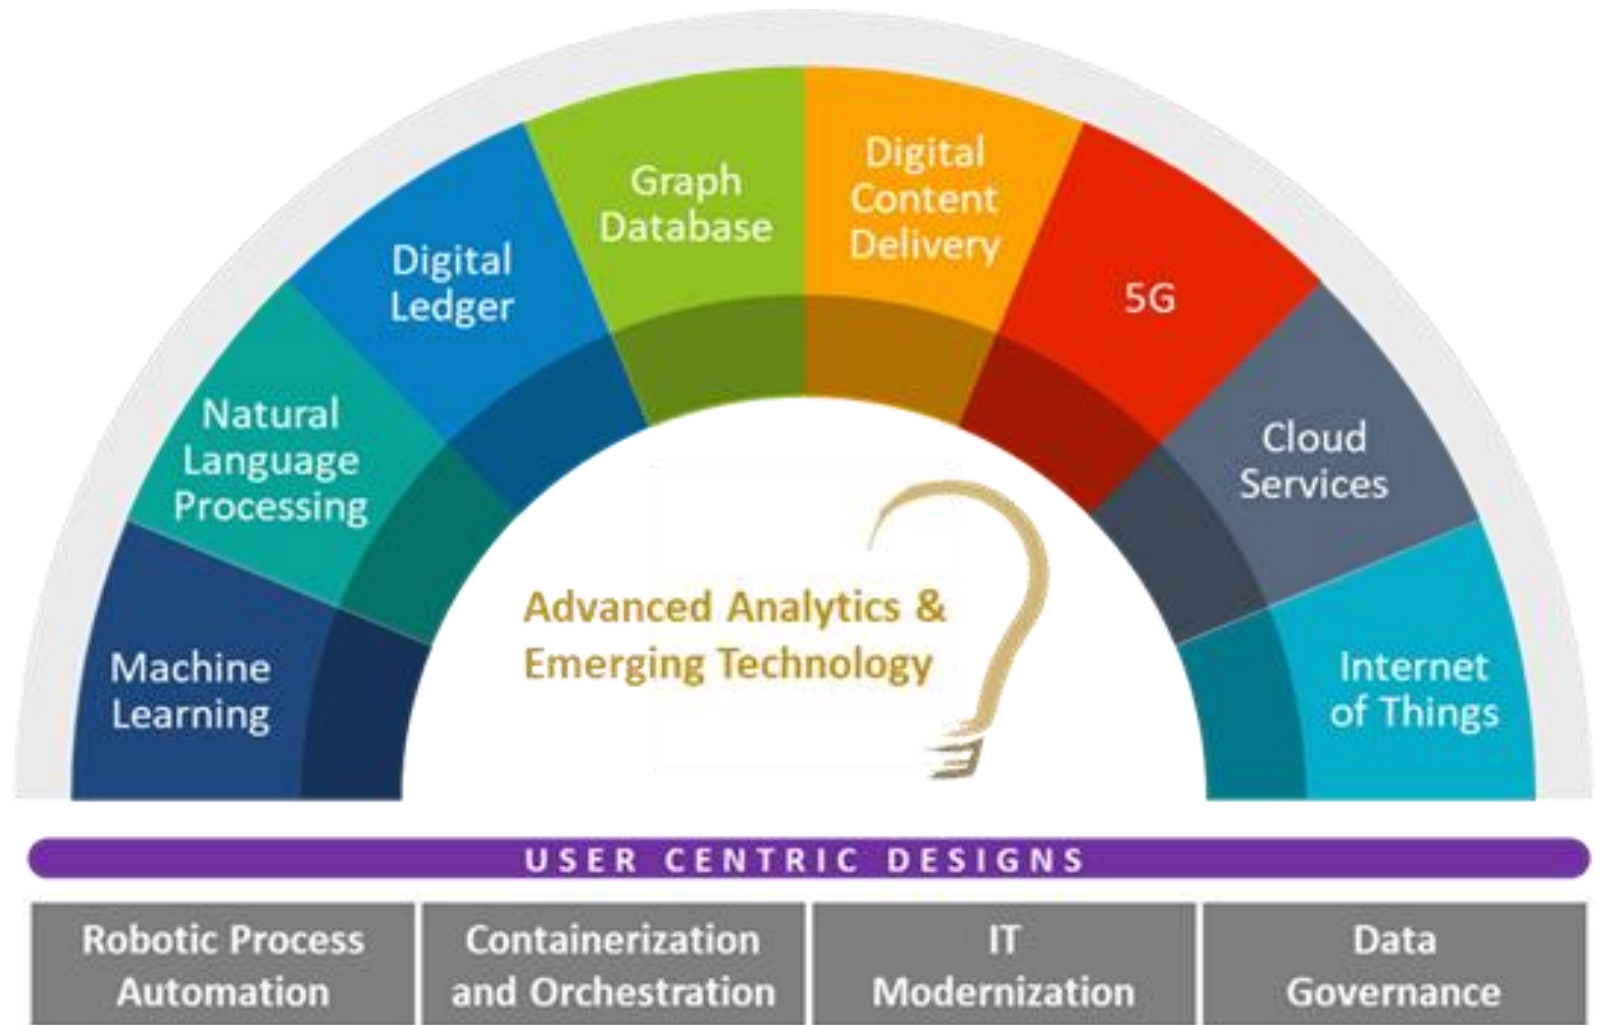 Machine
Learning
Natural
Language
Processing
Digital
Ledger
Graph
Database
Digital
Content
Delivery
5G
Cloud
Services
Internet
of Things
Advanced Analytics &
Emerging Technology
USER CENTRIC DESIGNS
Robotic Process
Automation
Containerization
and Orchestration
IT
Modernization
Data
Governance